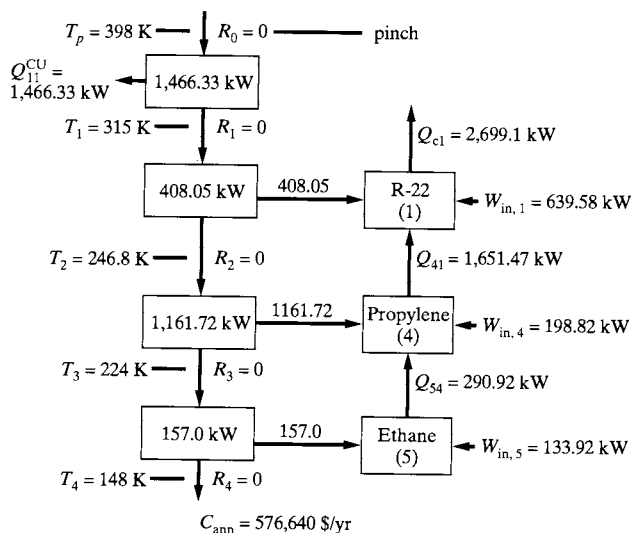 T_p = 398 K R_0 = 0 pinch
Q_11^CU = 1,466.33 kW
1,466.33 kW
T_1 = 315 K R_1 = 0
Q_c1 = 2,699.1 kW
408.05 kW
408.05
R-22
(1)
W_in, 1 = 639.58 kW
T_2 = 246.8 K R_2 = 0
Q_41 = 1,651.47 kW
1,161.72 kW
1161.72
Propylene
(4)
W_in, 4 = 198.82 kW
T_3 = 224 K R_3 = 0
Q_54 = 290.92 kW
157.0 kW
157.0
Ethane
(5)
W_in, 5 = 133.92 kW
T_4 = 148 K R_4 = 0
C_ann = 576,640 $/yr